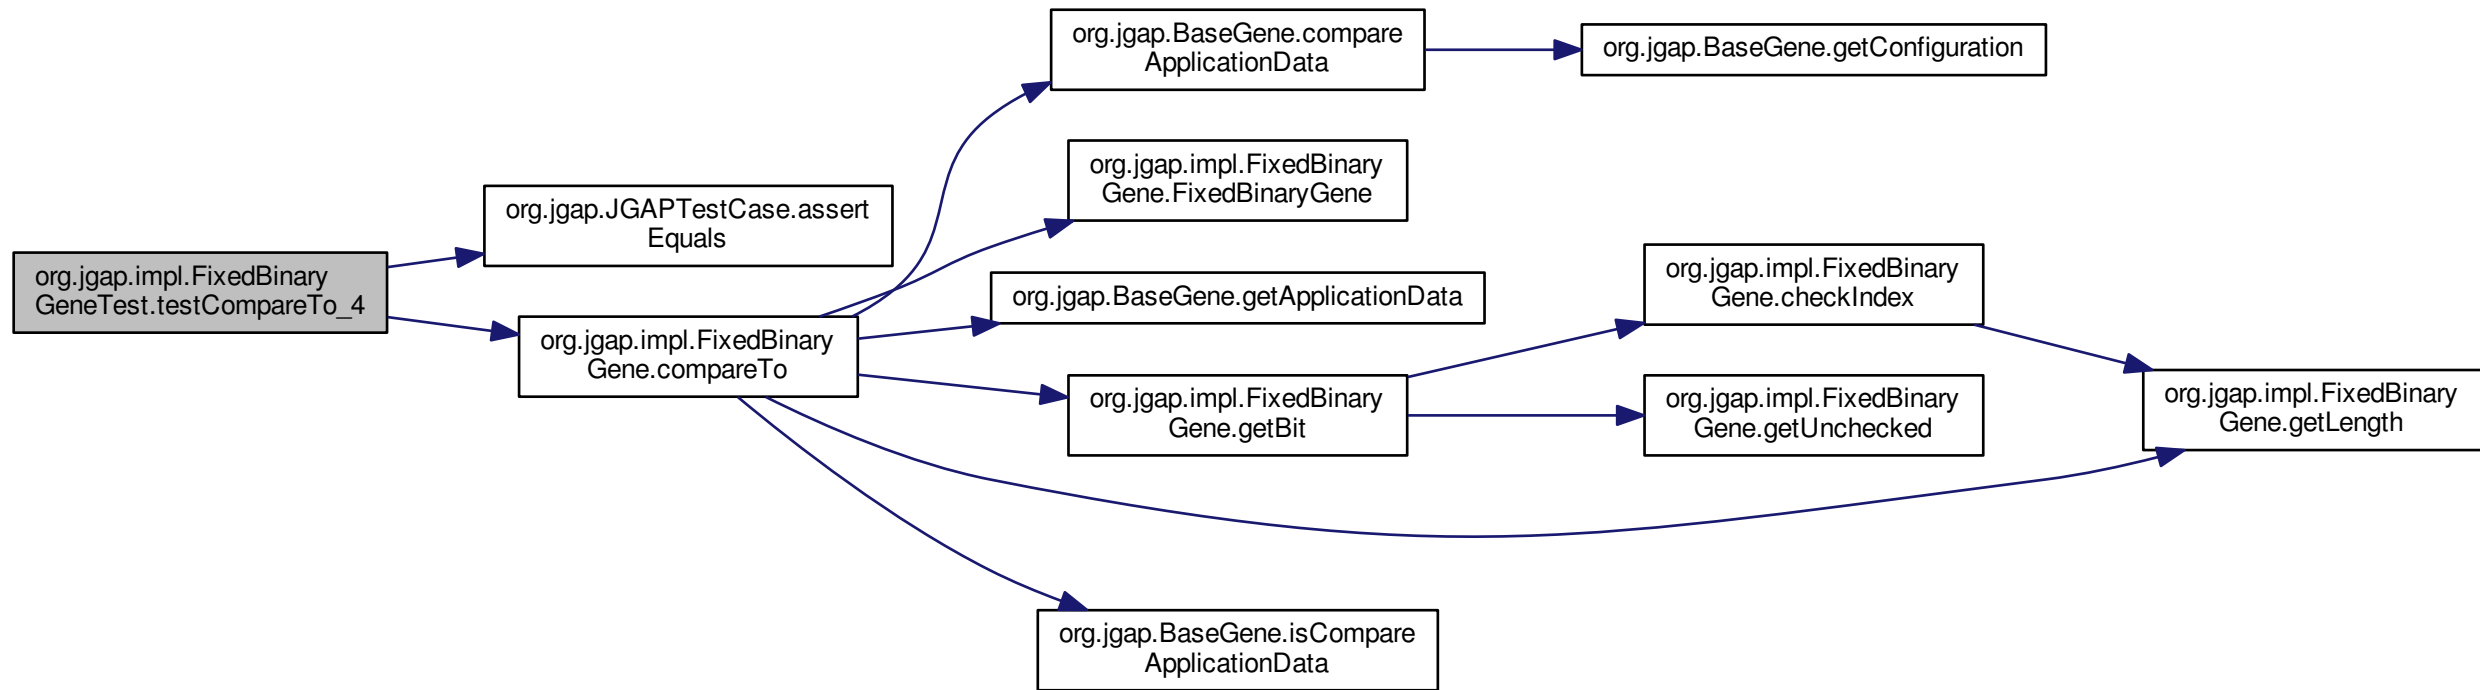 org.jgap.impl.FixedBinary
GeneTest.testCompareTo_4
org.jgap.JGAPTestCase.assert
Equals
org.jgap.impl.FixedBinary
Gene.compareTo
org.jgap.BaseGene.compare
ApplicationData
org.jgap.BaseGene.getConfiguration
org.jgap.impl.FixedBinary
Gene.FixedBinaryGene
org.jgap.BaseGene.getApplicationData
org.jgap.impl.FixedBinary
Gene.getBit
org.jgap.impl.FixedBinary
Gene.checkIndex
org.jgap.impl.FixedBinary
Gene.getUnchecked
org.jgap.impl.FixedBinary
Gene.getLength
org.jgap.BaseGene.isCompare
ApplicationData